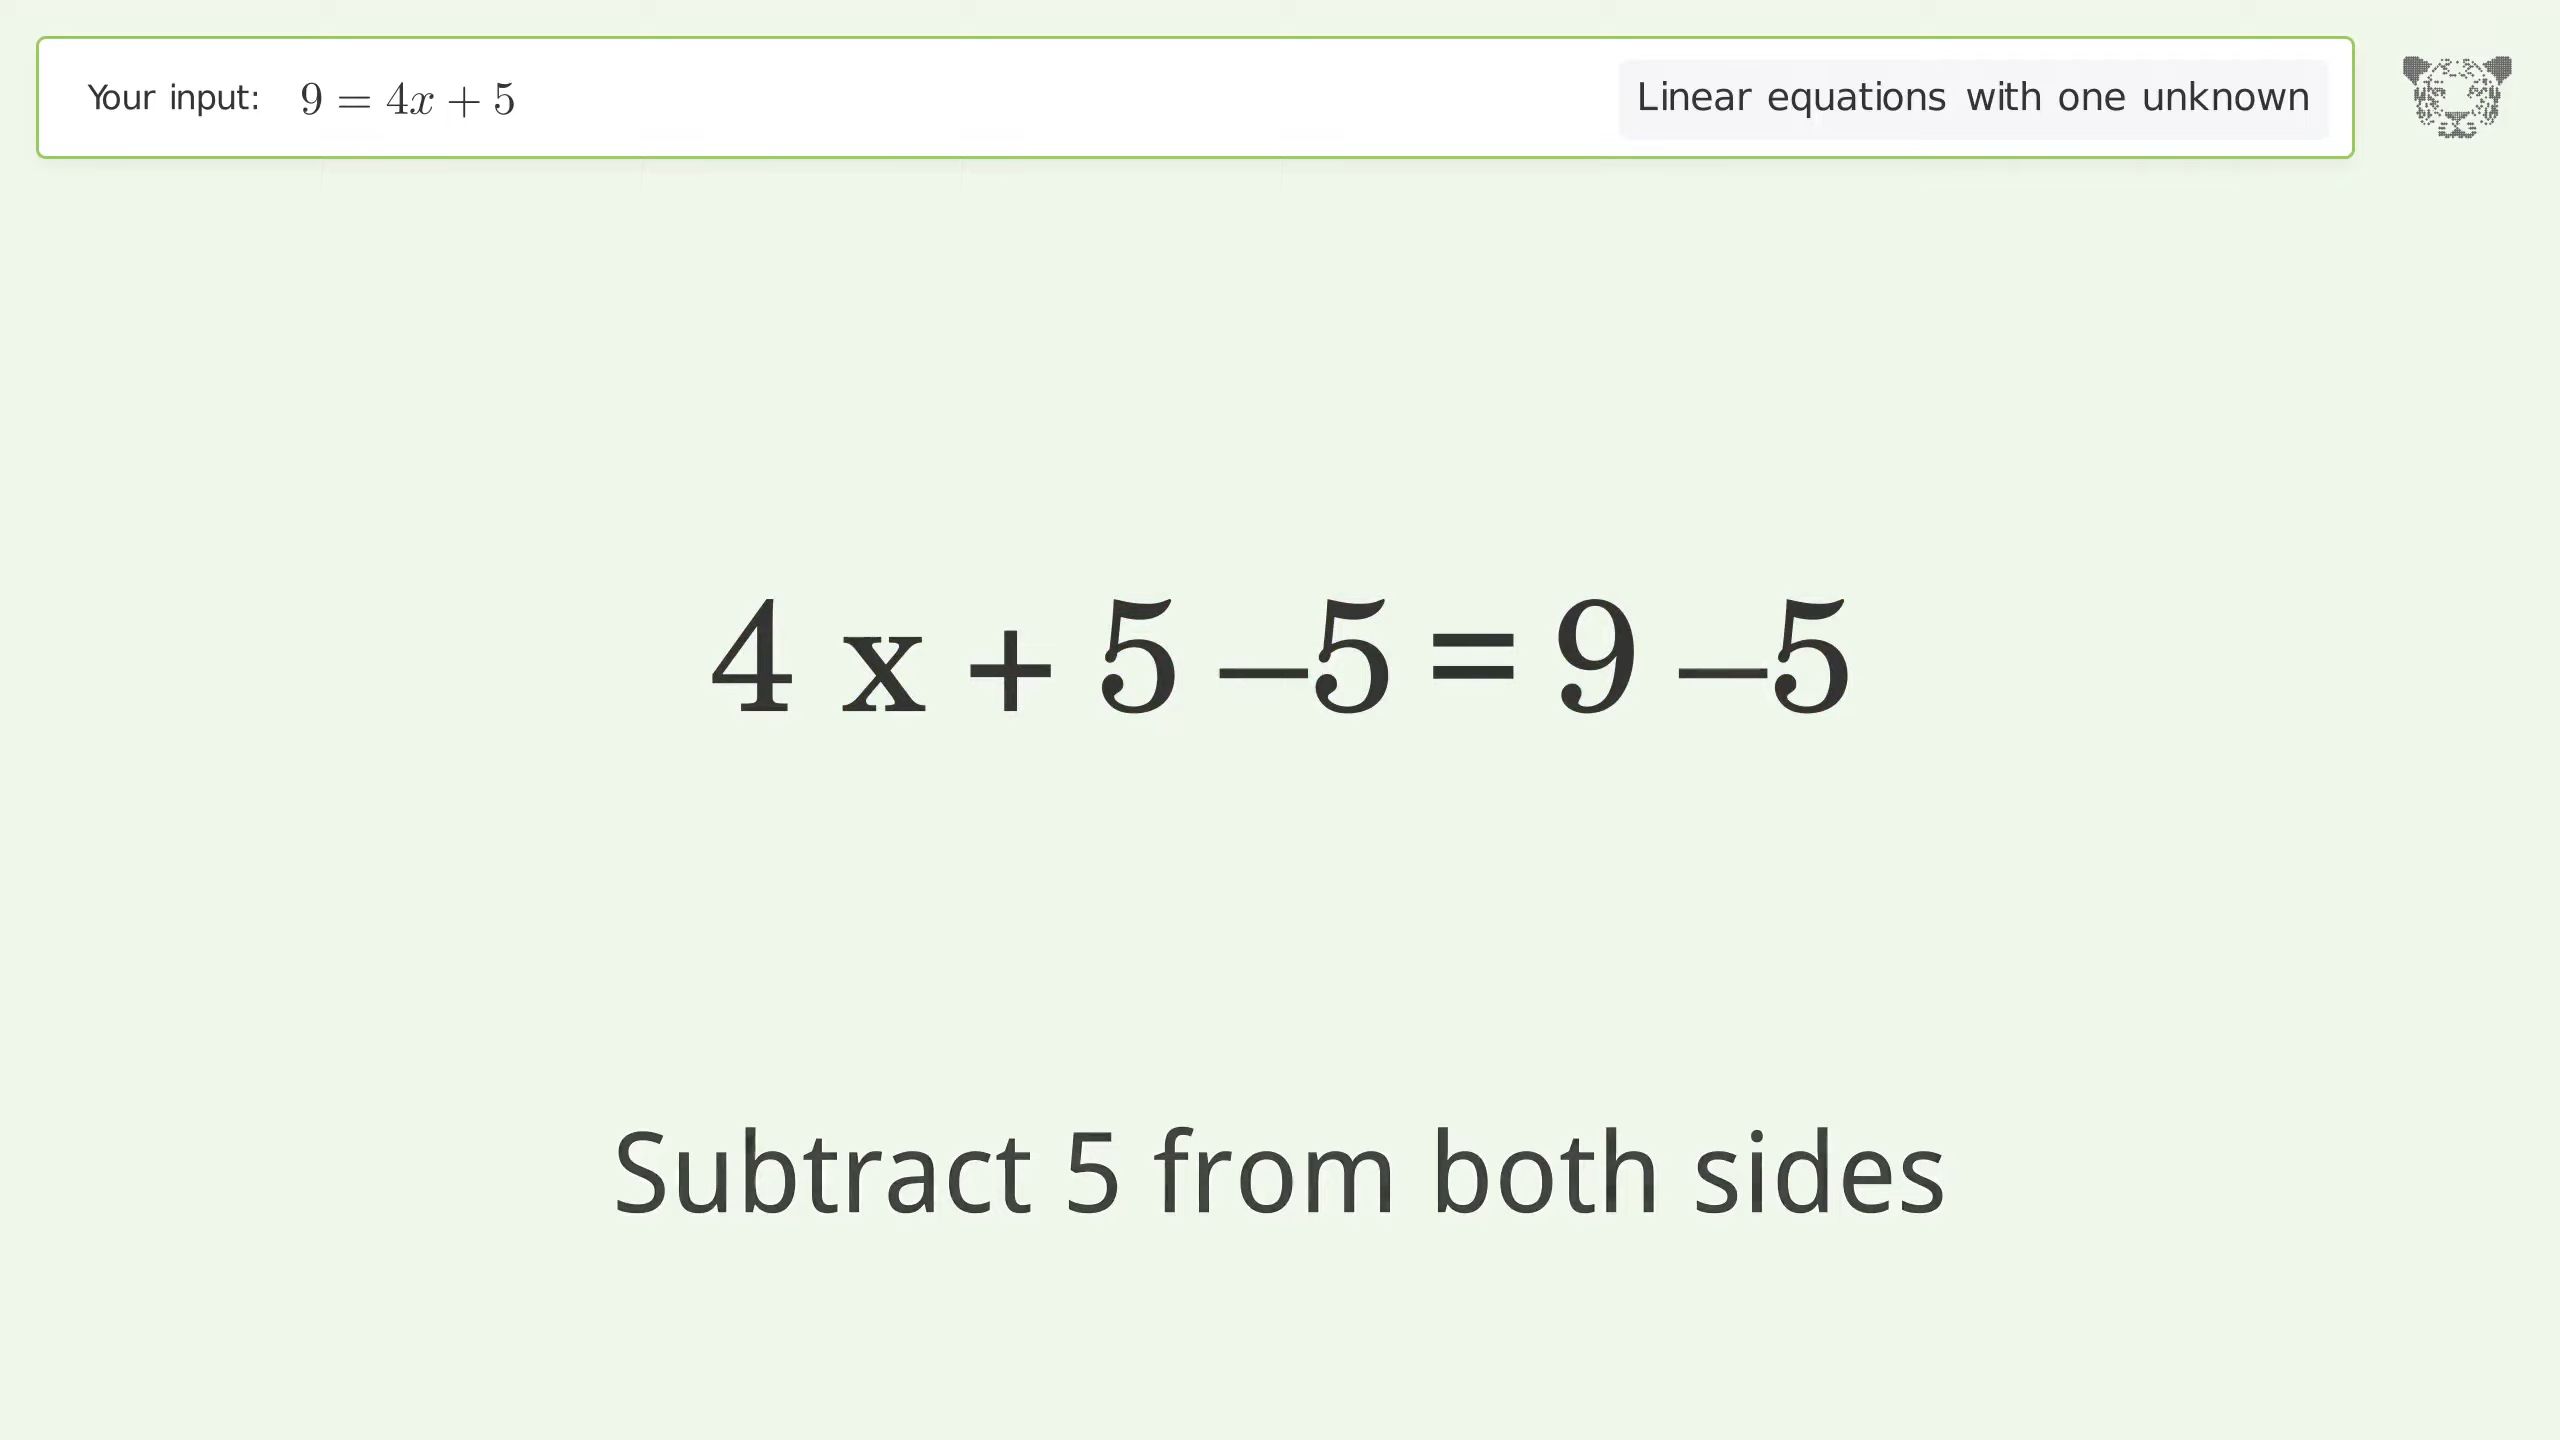 Your input: 9 = 4x + 5 Linear equations with one unknown
4 x + 5 –5 = 9 –5
Subtract 5 from both sides